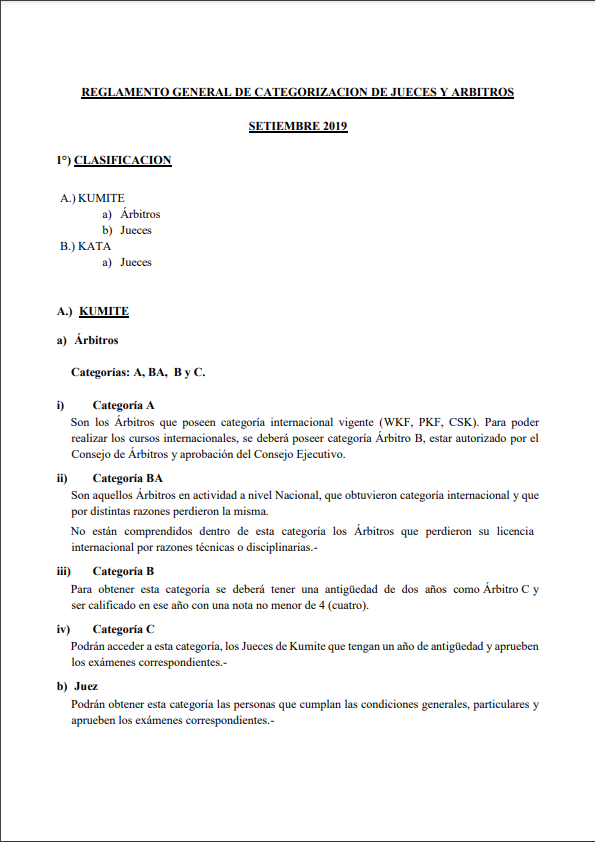 REGLAMENTO GENERAL DE CATEGORIZACION DE JUECES Y ARBITROS
SETIEMBRE 2019
1°) CLASIFICACION
A.) KUMITE
a) Árbitros
b) Jueces
B.) KATA
a) Jueces
A.) KUMITE
a) Árbitros
Categorías: A, BA, B y C.
i) Categoría A
Son los Árbitros que poseen categoría internacional vigente (WKF, PKF, CSK). Para poder
realizar los cursos internacionales, se deberá poseer categoría Árbitro B, estar autorizado por el
Consejo de Árbitros y aprobación del Consejo Ejecutivo.
ii) Categoría BA
Son aquellos Árbitros en actividad a nivel Nacional, que obtuvieron categoría internacional y que
por distintas razones perdieron la misma.
No están comprendidos dentro de esta categoría los Árbitros que perdieron su licencia
internacional por razones técnicas o disciplinarias.-
iii) Categoría B
Para obtener esta categoría se deberá tener una antigüedad de dos años como Árbitro C y
ser calificado en ese año con una nota no menor de 4 (cuatro).
iv) Categoría C
Podrán acceder a esta categoría, los Jueces de Kumite que tengan un año de antigüedad y aprueben
los exámenes correspondientes.-
b) Juez
Podrán obtener esta categoría las personas que cumplan las condiciones generales, particulares y
aprueben los exámenes correspondientes.-